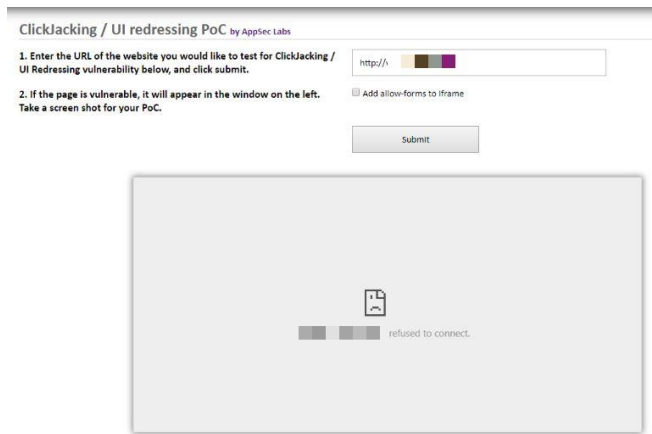 ClickJacking / UI redressing PoC by AppSec Labs
1. Enter the URL of the website you would like to test for ClickJacking /
UI Redressing vulnerability below, and click submit.
http://
2. If the page is vulnerable, it will appear in the window on the left.
Take a screen shot for your PoC.
Add allow-forms to Iframe
Submit
refused to connect.